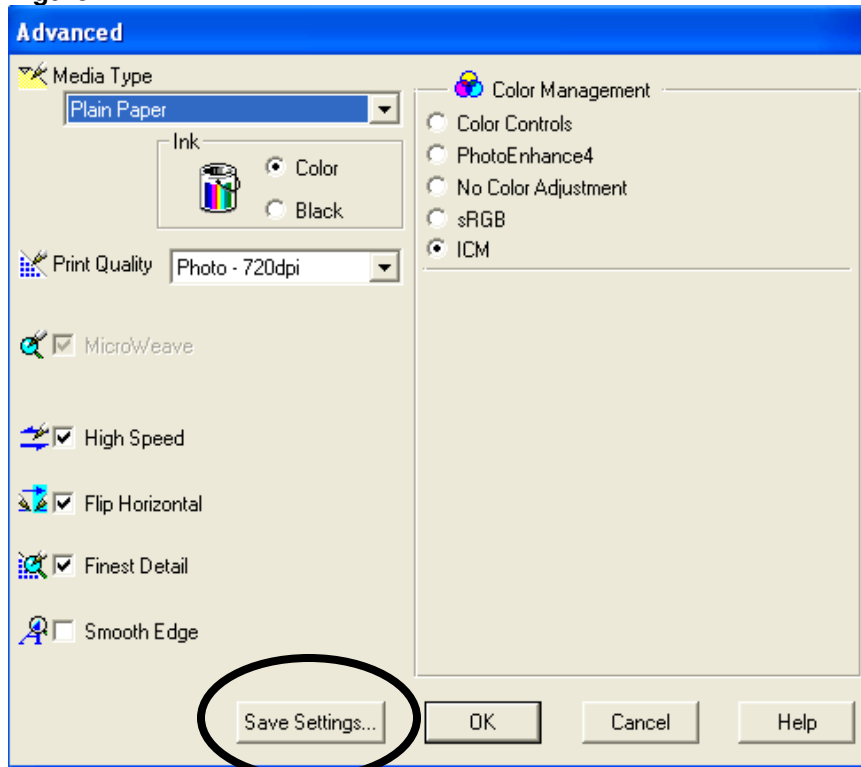 Advanced
Media Type
Plain Paper
Ink
Color
Black
Print Quality
Photo - 720dpi
MicroWeave
High Speed
Flip Horizontal
Finest Detail
Smooth Edge
Color Management
Color Controls
PhotoEnhance4
No Color Adjustment
sRGB
ICM
Save Settings...
OK
Cancel
Help